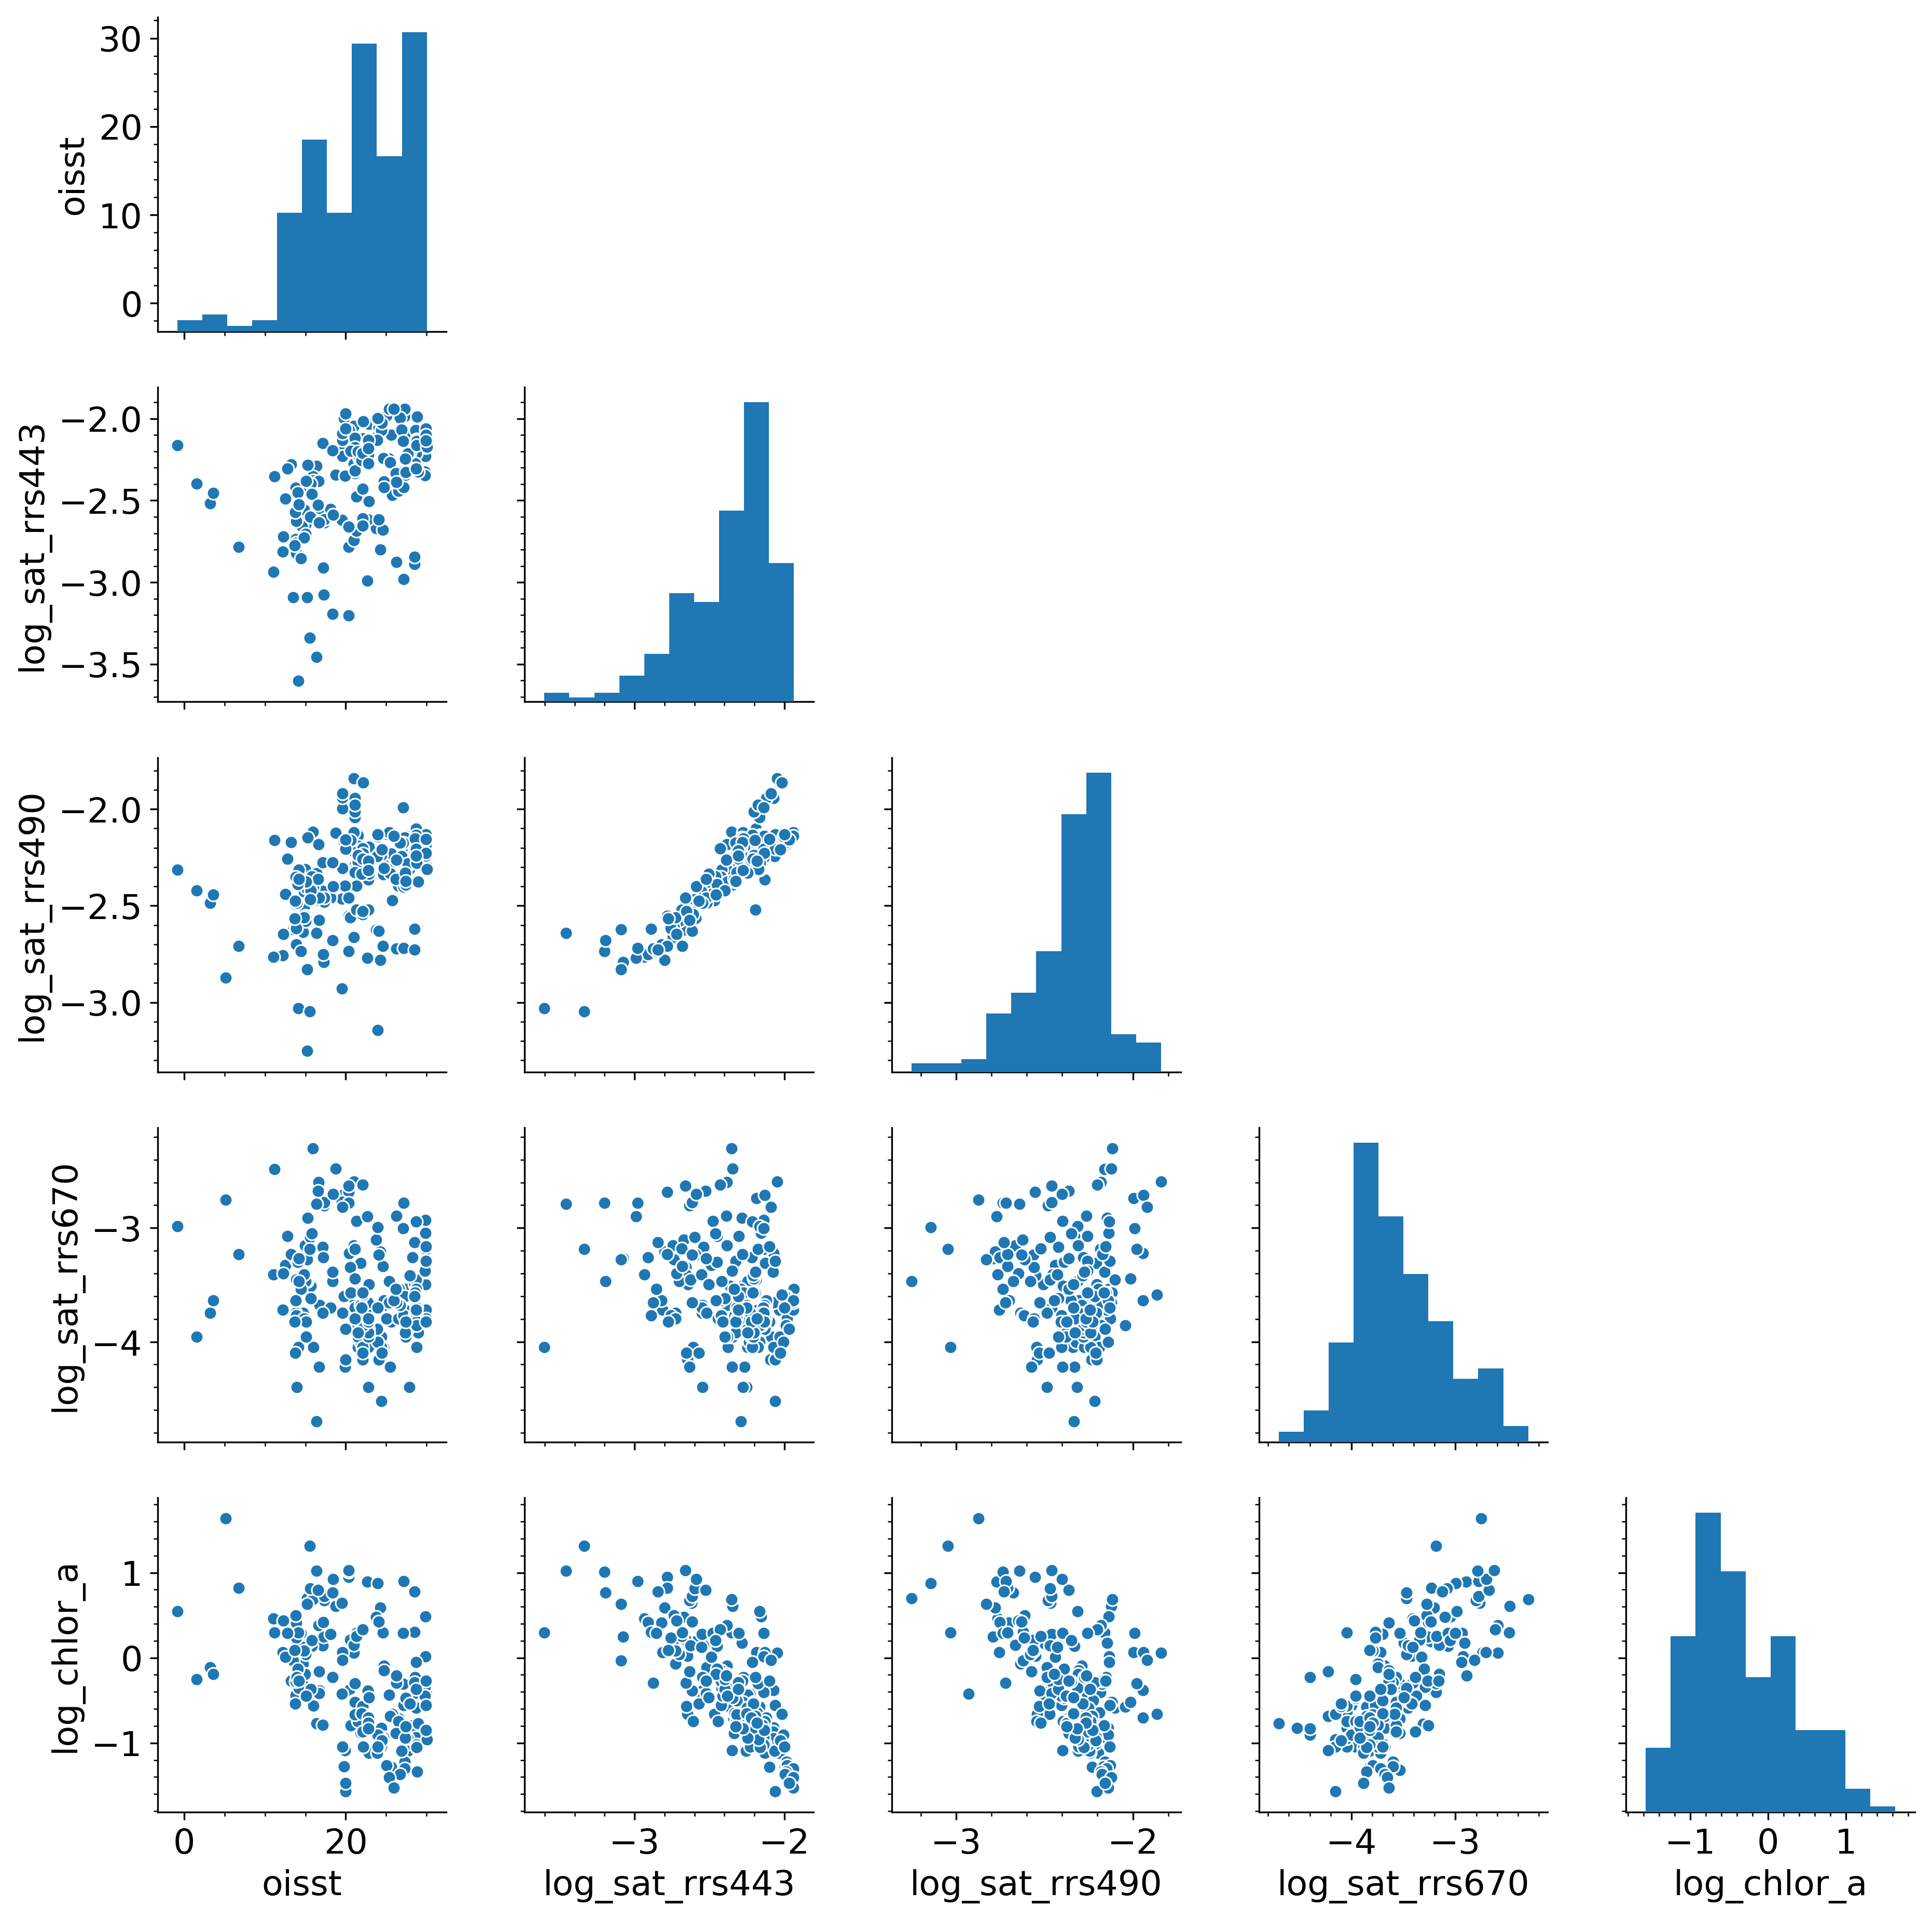 30
20
10
0
oisst
−2.0
−2.5
−3.0
−3.5
log_sat_rrs443
−2.0
−2.5
−3.0
log_sat_rrs490
−3
−4
log_sat_rrs670
1
0
−1
log_chlor_a
0 20 −3 −2 −3 −2 −4 −3 −1 0 1
oisst log_sat_rrs443 log_sat_rrs490 log_sat_rrs670 log_chlor_a